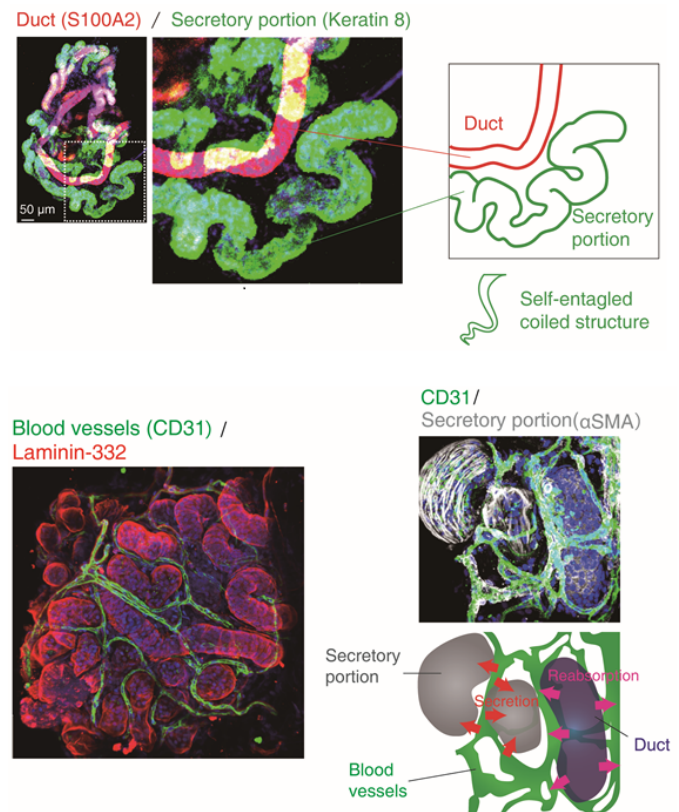 Duct (S100A2) / Secretory portion (Keratin 8)
50 µm
Duct
Secretory
portion
Self-entagled
coiled structure
Blood vessels (CD31) /
Laminin-332
CD31/
Secretory portion(αSMA)
Secretory
portion
Reabsorption
Secretion
Duct
Blood
vessels